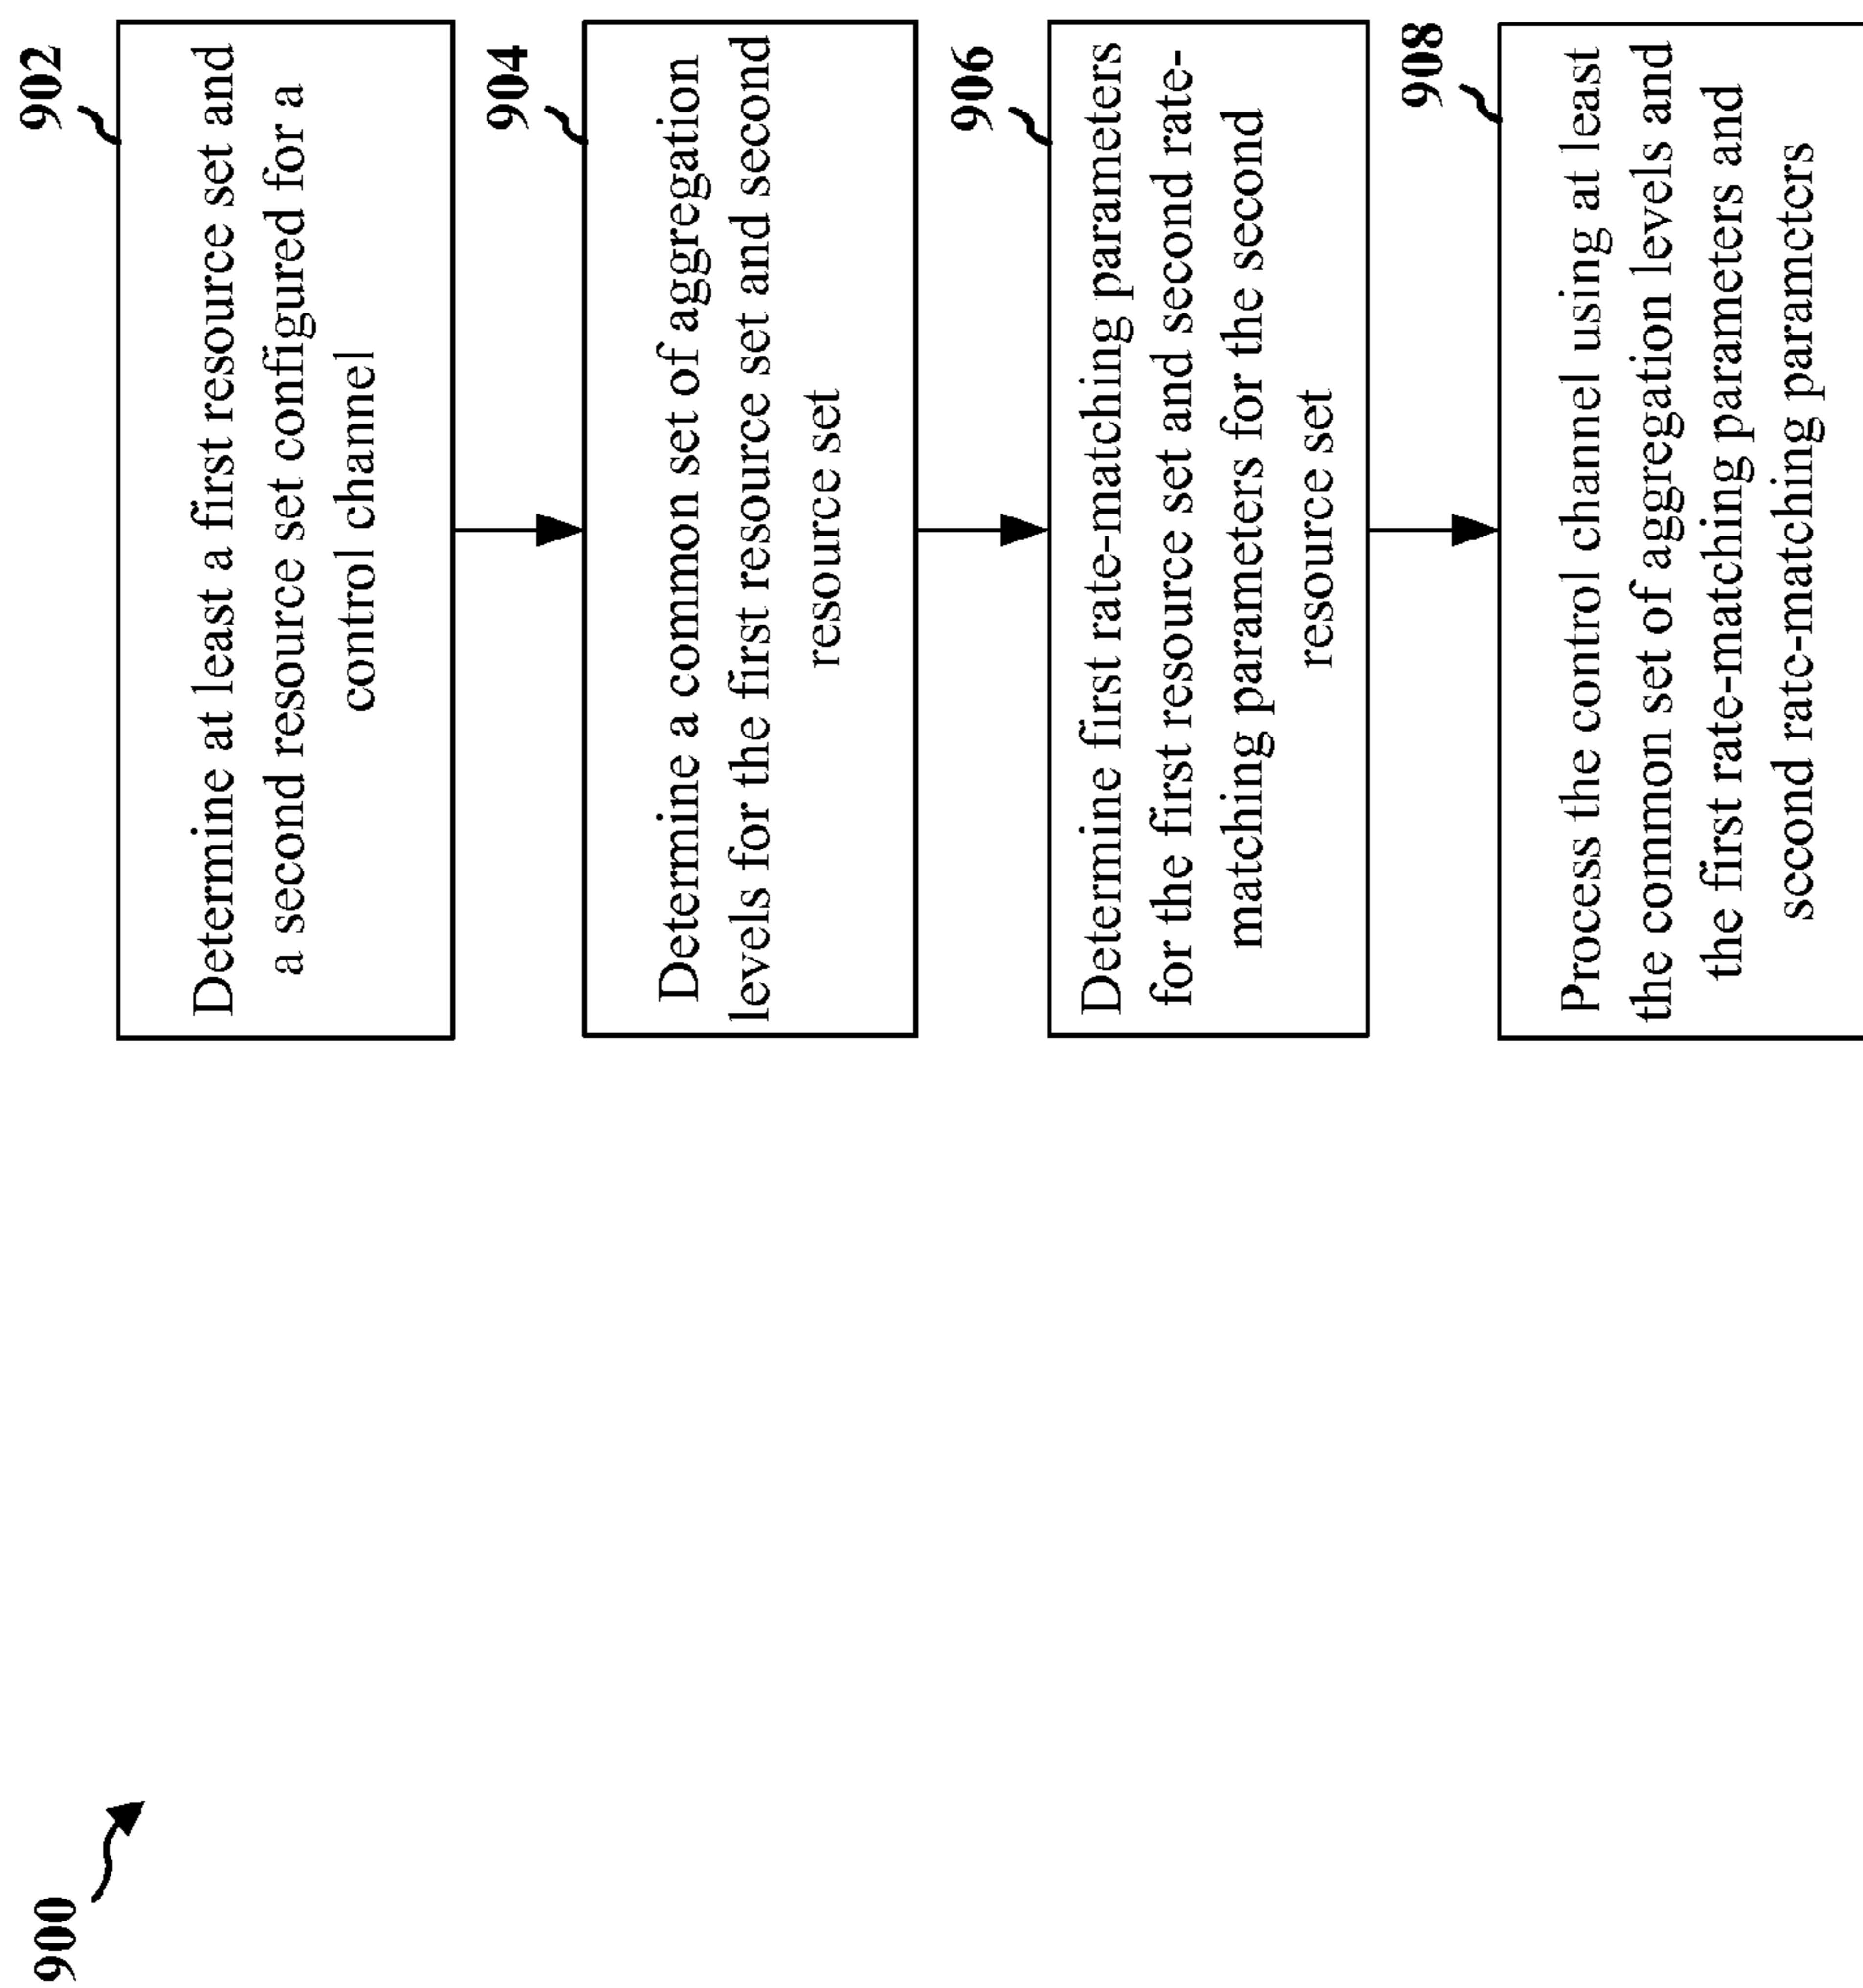 900
902
Determine at least a first resource set and
a second resource set configured for a
control channel
904
Determine a common set of aggregation
levels for the first resource set and second
resource set
906
Determine first rate-matching parameters
for the first resource set and second rate-
matching parameters for the second
resource set
908
Process the control channel using at least
the common set of aggregation levels and
the first rate-matching parameters and
second rate-matching parameters